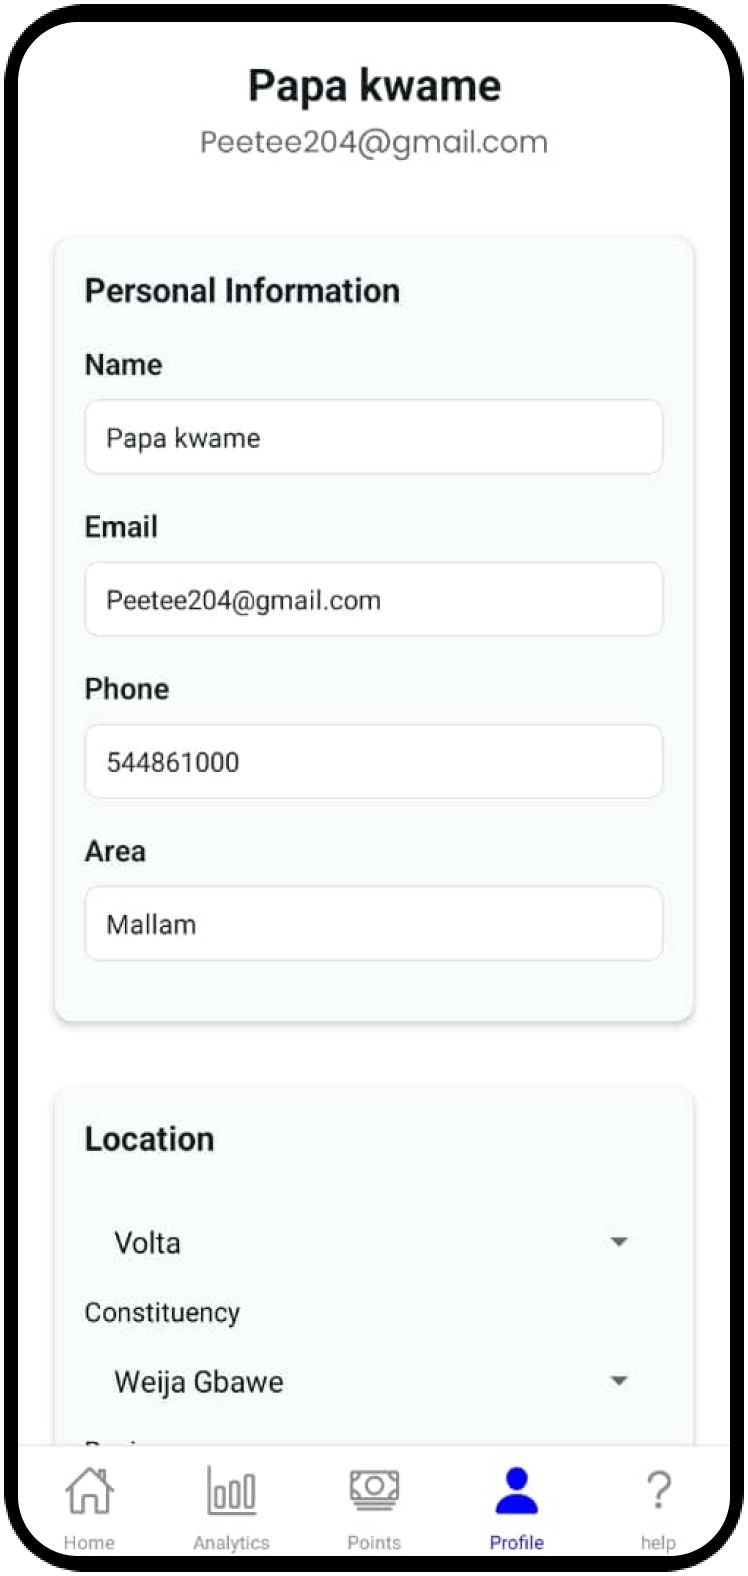 Papa kwame
Peetee204@gmail.com
Personal Information
Name
Papa kwame
Email
Peetee204@gmail.com
Phone
544861000
Area
Mallam
Location
Volta
Constituency
Weija Gbawe
Home Analytics Points Profile help